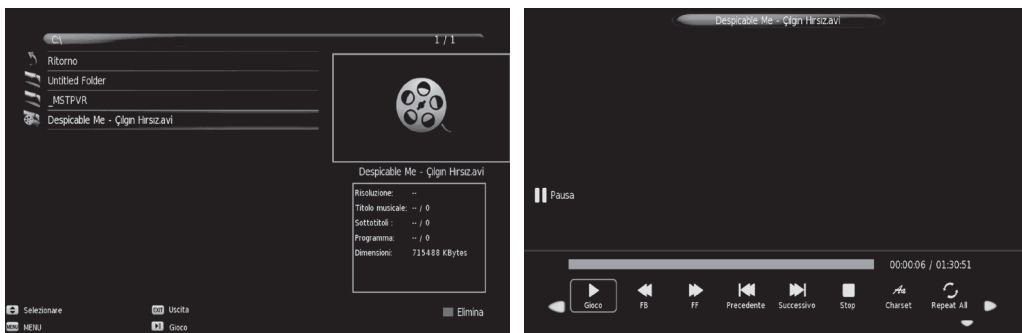 C:\ 1 / 1
Ritorno
Untitled Folder
_MSTPVR
Despicable Me - Çılgın Hırsız.avi
Despicable Me - Çılgın Hırsız.avi
Risoluzione: --
Titolo musicale: -- / 0
Sottotitoli : -- / 0
Programma: -- / 0
Dimensioni: 715488 KBytes
Selezionare EXIT Uscita Elimina
MENU MENU Gioco
Despicable Me - Çılgın Hırsız.avi
Pausa
00:00:06 / 01:30:51
Aa
Gioco FB FF Precedente Successivo Stop Charset Repeat All